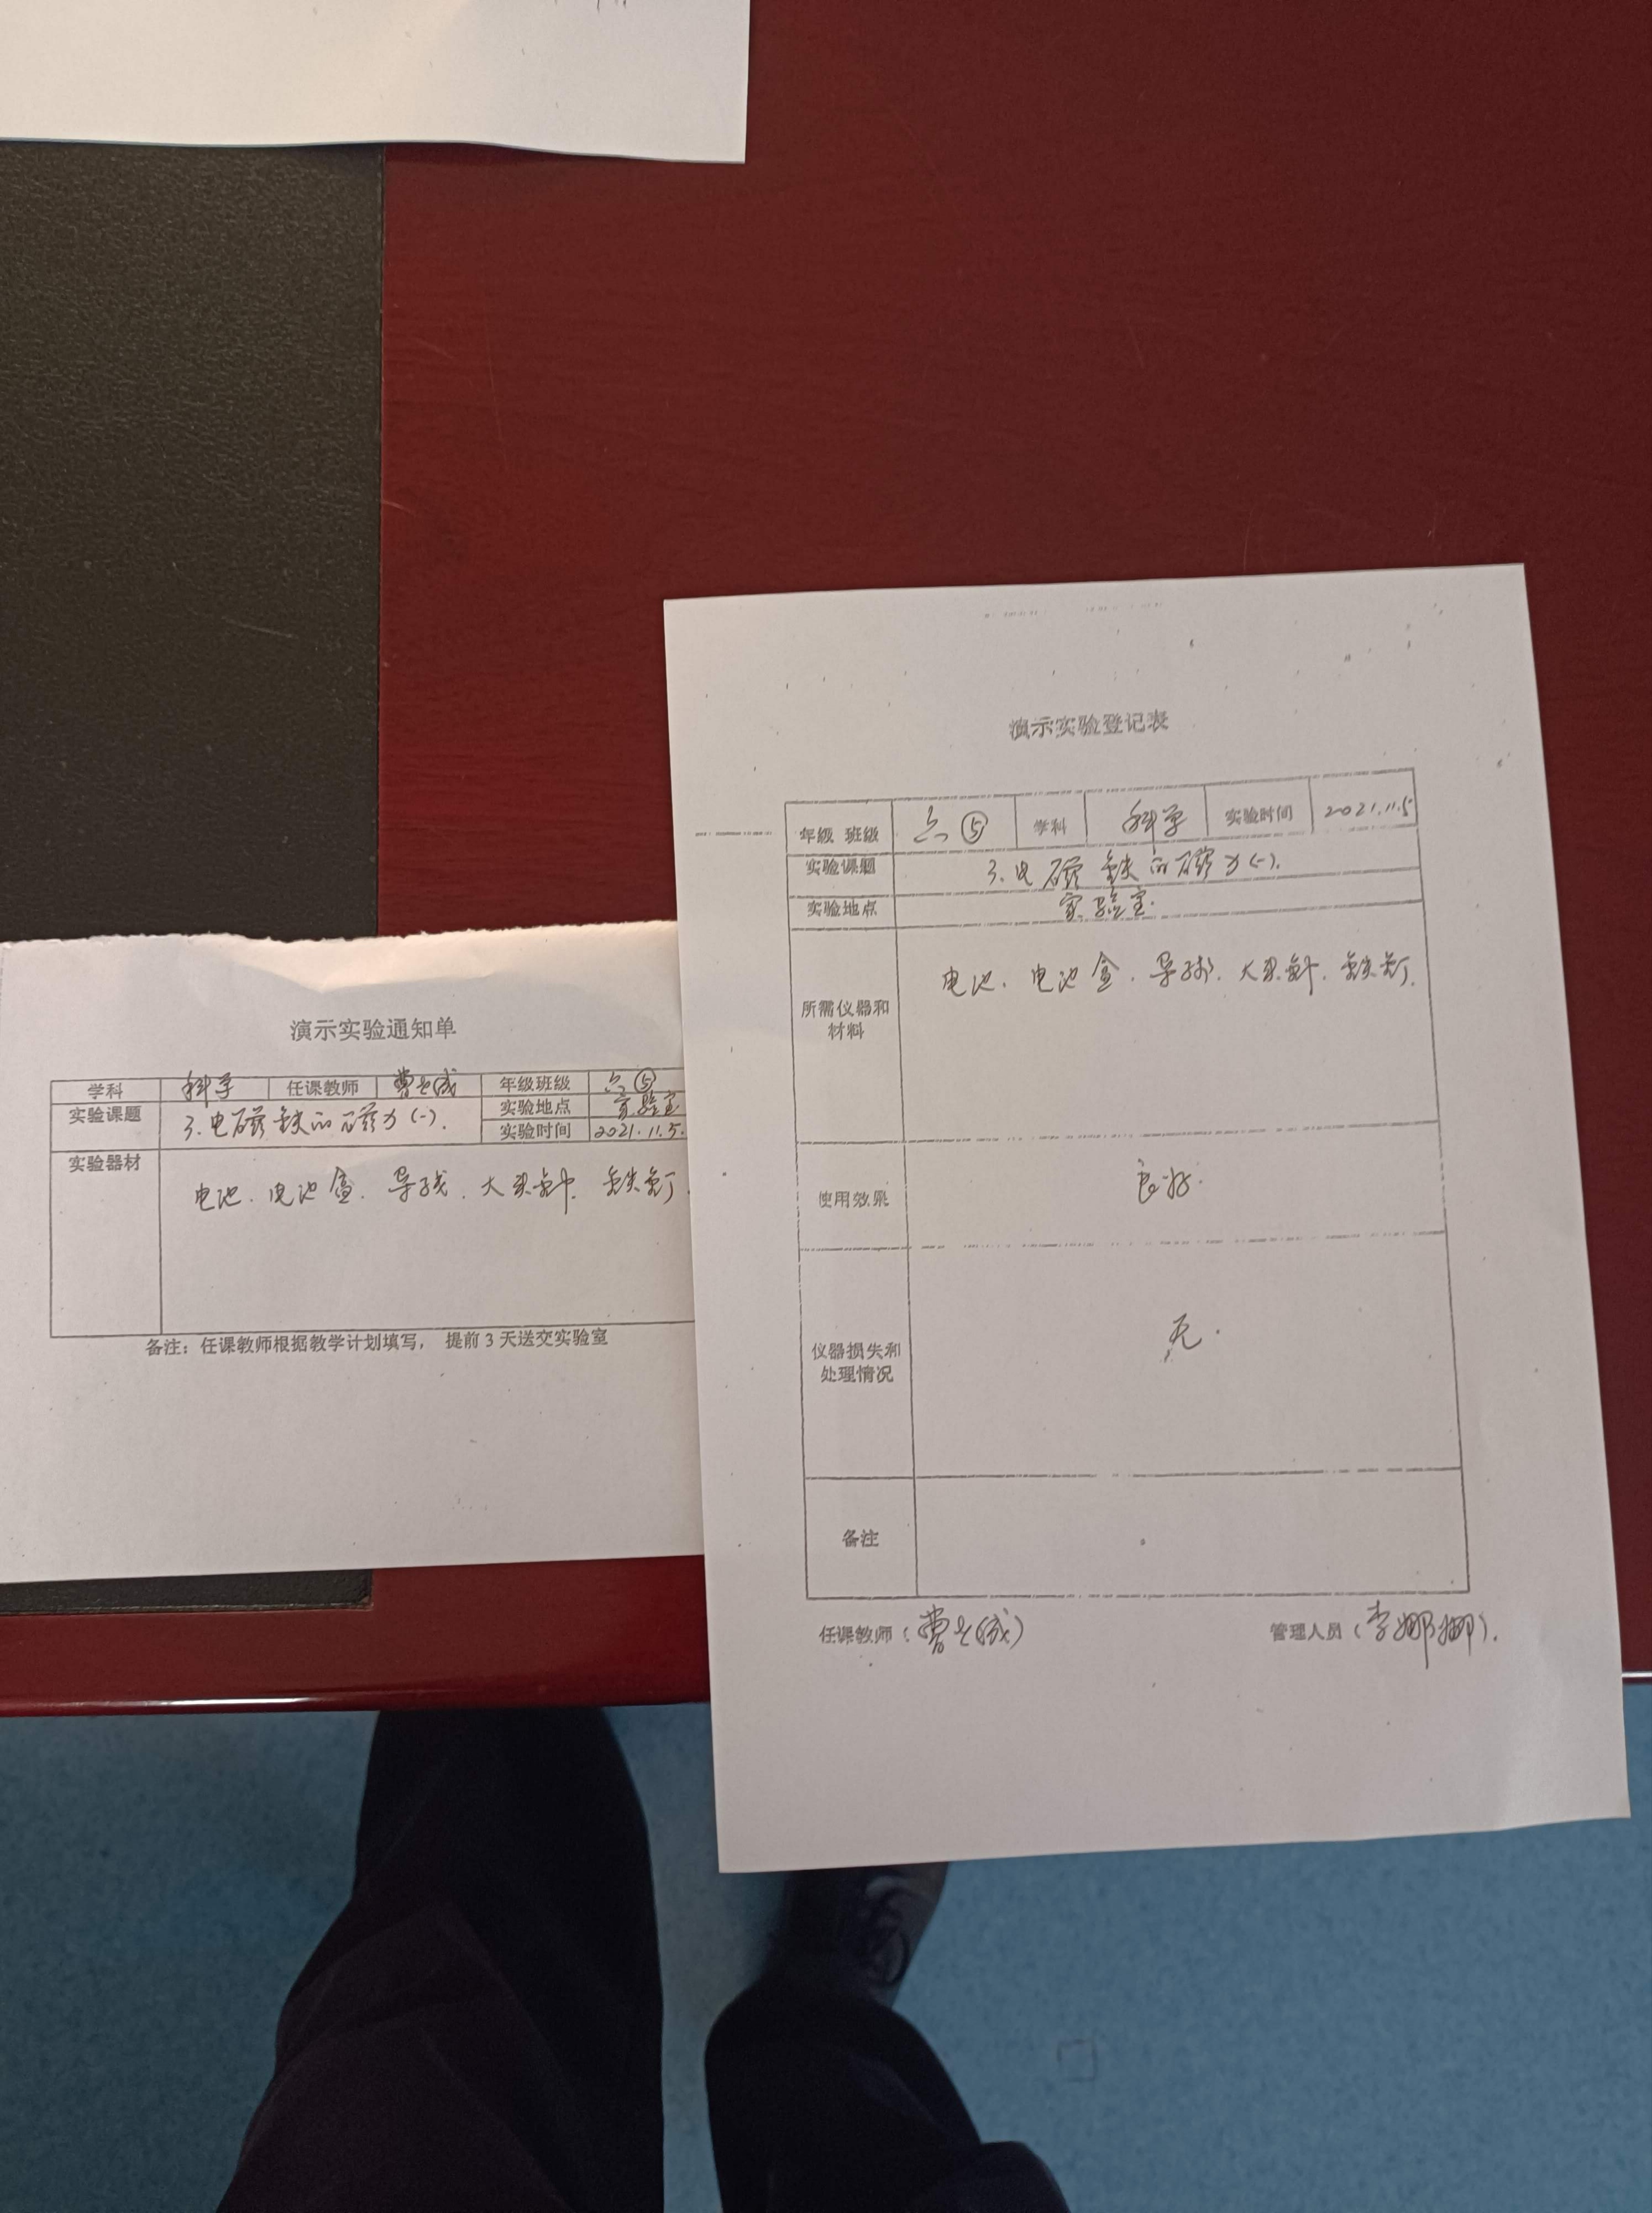 演示实验通知单
学科 科学 任课教师 年级班级 六⑤
实验课题 3.电磁铁的磁力(一). 实验地点 实验室
实验时间 2021.11.5.
实验器材 电池、电池盒、导线、大头针、铁钉.
备注：任课教师根据教学计划填写， 提前3天送交实验室
演示实验登记表
年级 班级 六⑤ 学科 科学 实验时间 2021.11.5
实验课题 3.电磁铁的磁力(一).
实验地点 实验室.
所需仪器和
材料
电池、电池盒、导线、大头针、铁钉.
使用效果 良好.
仪器损失和
处理情况
无.
备注
任课教师： 管理人员(李娜娜).